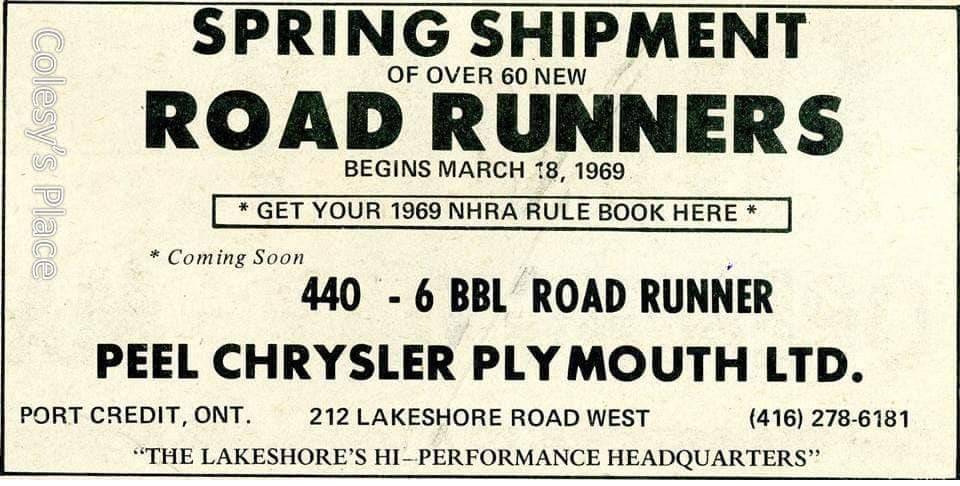 SPRING SHIPMENT
OF OVER 60 NEW
ROAD RUNNERS
BEGINS MARCH 18, 1969
* GET YOUR 1969 NHRA RULE BOOK HERE *
* Coming Soon
440 - 6 BBL ROAD RUNNER
PEEL CHRYSLER PLYMOUTH LTD.
PORT CREDIT, ONT. 212 LAKESHORE ROAD WEST (416) 278-6181
"THE LAKESHORE'S HI-PERFORMANCE HEADQUARTERS"
Colesy's Place